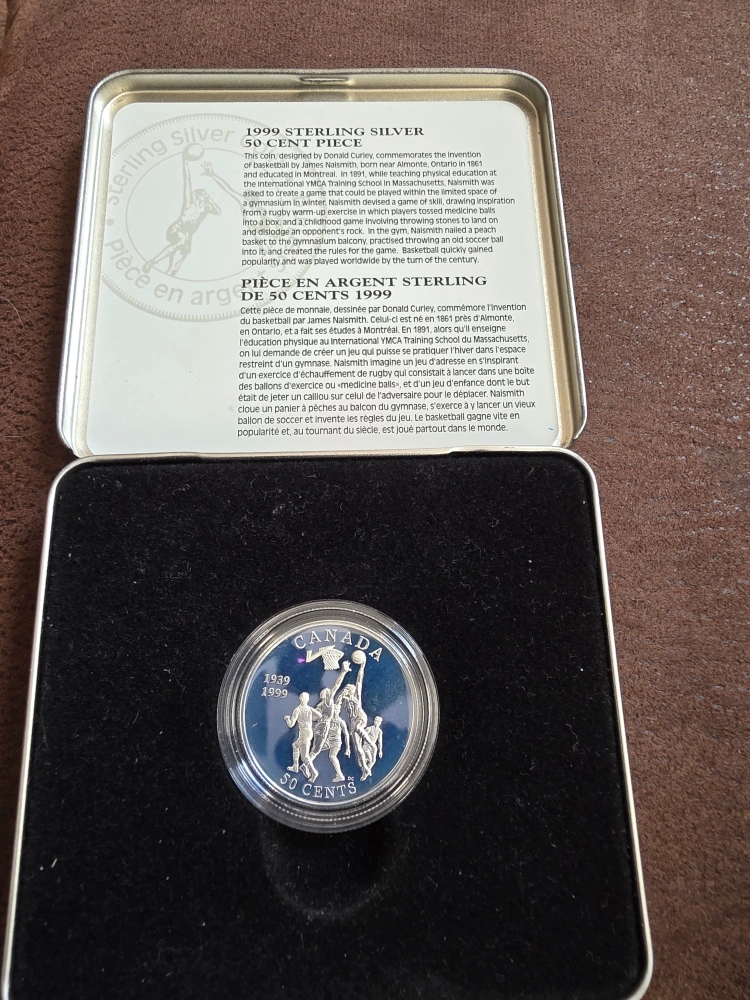 Sterling Silver
1999 STERLING SILVER
50 CENT PIECE
This coin, designed by Donald Curley, commemorates the invention
of basketball by James Naismith, born near Almonte, Ontario in 1861
and educated in Montreal. In 1891, while teaching physical education at
the International YMCA Training School in Massachusetts, Naismith was
asked to create a game that could be played within the limited space of
a gymnasium in winter. Naismith devised a game of skill, drawing inspiration
from a rugby warm-up exercise in which players tossed medicine balls
into a box, and a childhood game involving throwing stones to land on
and dislodge an opponent's rock. In the gym, Naismith nailed a peach
basket to the gymnasium balcony, practised throwing an old soccer ball
into it, and created the rules for the game. Basketball quickly gained
popularity and was played worldwide by the turn of the century.
pièce en arge
PIÈCE EN ARGENT STERLING
DE 50 CENTS 1999
Cette pièce de monnaie, dessinée par Donald Curley, commémore l'invention
du basketball par James Naismith. Celui-ci est né en 1861 près d'Almonte,
en Ontario, et a fait ses études à Montréal. En 1891, alors qu'il enseigne
l'éducation physique au International YMCA Training School du Massachusetts,
on lui demande de créer un jeu qui puisse se pratiquer l'hiver dans l'espace
restreint d'un gymnase. Naismith imagine un jeu d'adresse en s'inspirant
d'un exercice d'échauffement de rugby qui consistait à lancer dans une boîte
des ballons d'exercice ou «medicine balls», et d'un jeu d'enfance dont le but
était de jeter un caillou sur celui de l'adversaire pour le déplacer. Naismith
cloue un panier à pêches au balcon du gymnase, s'exerce à y lancer un vieux
ballon de soccer et invente les règles du jeu. Le basketball gagne vite en
popularité et, au tournant du siècle, est joué partout dans le monde.
CANADA
1939
1999
50 CENTS
DC